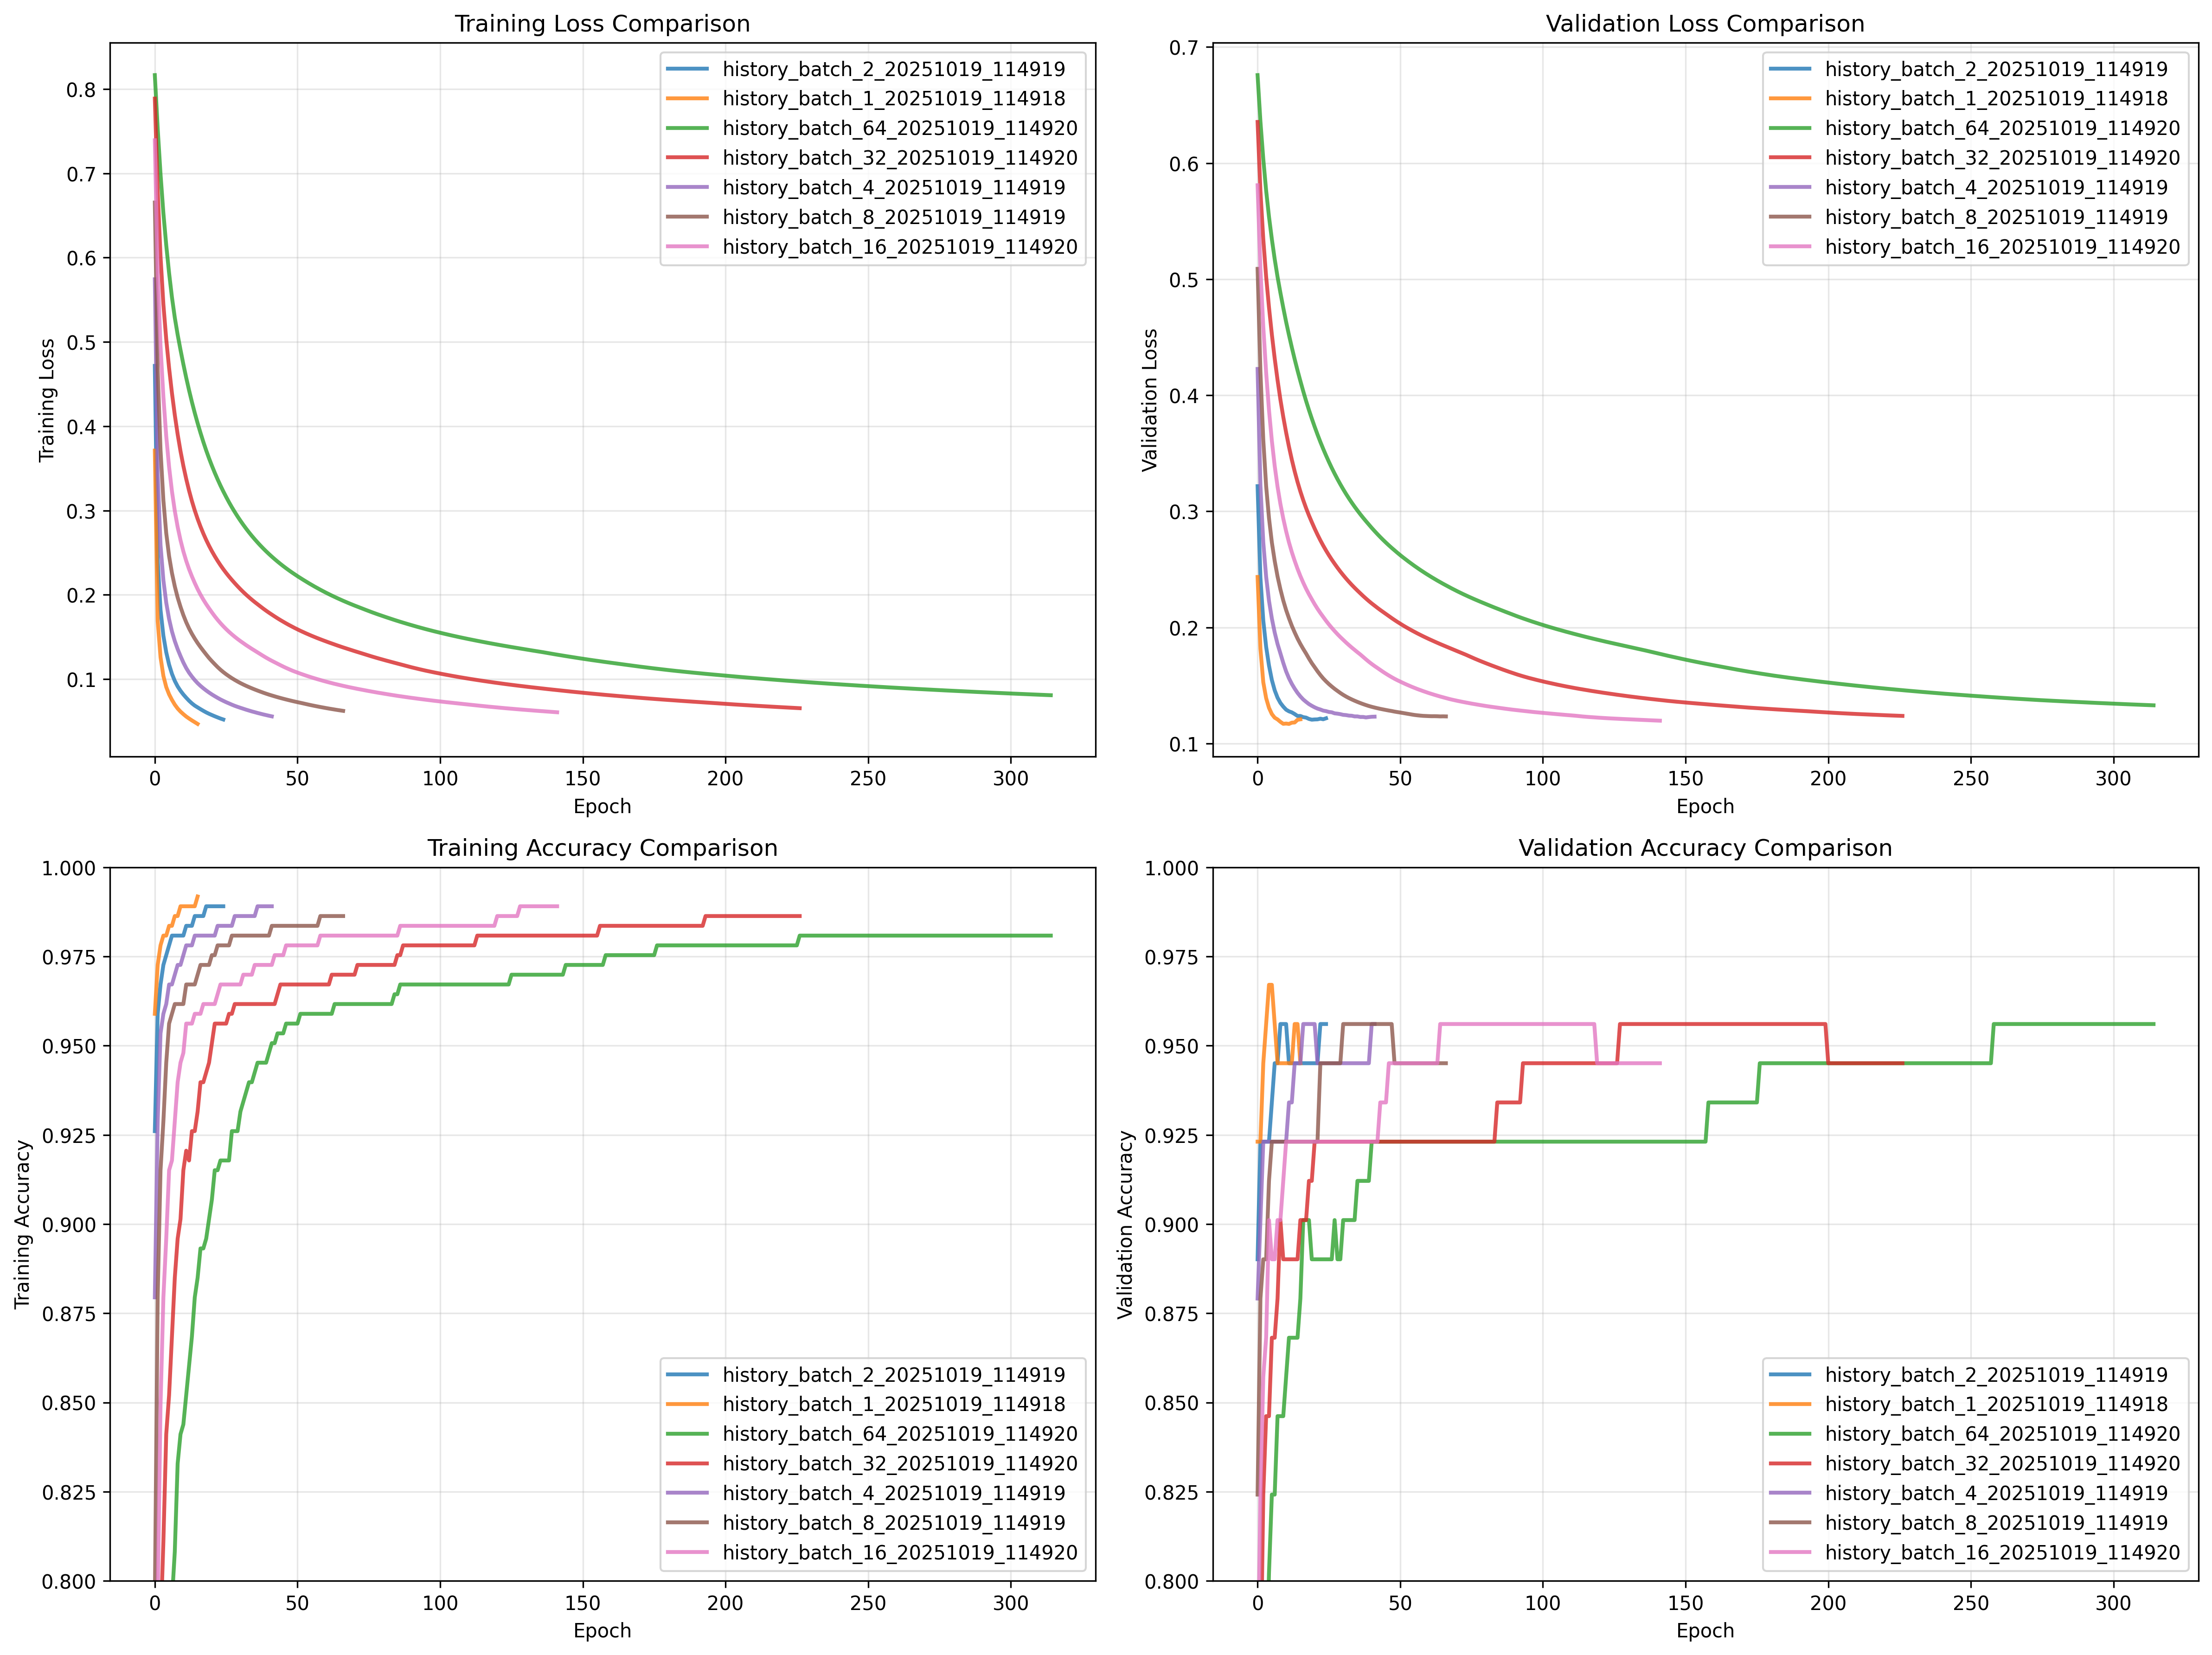 Training Loss Comparison
Training Loss
0.8
0.7
0.6
0.5
0.4
0.3
0.2
0.1
0 50 100 150 200 250 300
Epoch
history_batch_2_20251019_114919
history_batch_1_20251019_114918
history_batch_64_20251019_114920
history_batch_32_20251019_114920
history_batch_4_20251019_114919
history_batch_8_20251019_114919
history_batch_16_20251019_114920
Validation Loss Comparison
Validation Loss
0.7
0.6
0.5
0.4
0.3
0.2
0.1
0 50 100 150 200 250 300
Epoch
history_batch_2_20251019_114919
history_batch_1_20251019_114918
history_batch_64_20251019_114920
history_batch_32_20251019_114920
history_batch_4_20251019_114919
history_batch_8_20251019_114919
history_batch_16_20251019_114920
Training Accuracy Comparison
Training Accuracy
1.000
0.975
0.950
0.925
0.900
0.875
0.850
0.825
0.800
0 50 100 150 200 250 300
Epoch
history_batch_2_20251019_114919
history_batch_1_20251019_114918
history_batch_64_20251019_114920
history_batch_32_20251019_114920
history_batch_4_20251019_114919
history_batch_8_20251019_114919
history_batch_16_20251019_114920
Validation Accuracy Comparison
Validation Accuracy
1.000
0.975
0.950
0.925
0.900
0.875
0.850
0.825
0.800
0 50 100 150 200 250 300
Epoch
history_batch_2_20251019_114919
history_batch_1_20251019_114918
history_batch_64_20251019_114920
history_batch_32_20251019_114920
history_batch_4_20251019_114919
history_batch_8_20251019_114919
history_batch_16_20251019_114920